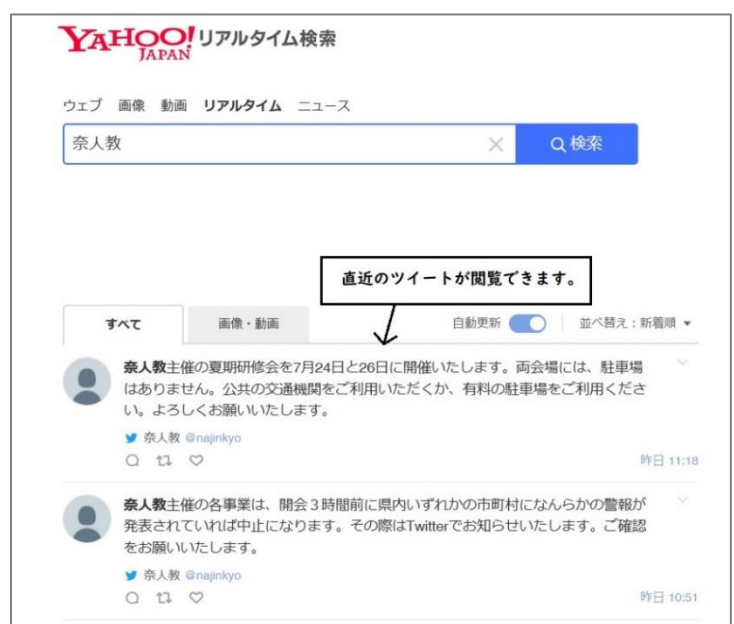 YAHOO! JAPAN リアルタイム検索
ウェブ 画像 動画 リアルタイム ニュース
奈人教 検索
直近のツイートが閲覧できます。
すべて 画像・動画 自動更新 並べ替え：新着順
奈人教主催の夏期研修会を7月24日と26日に開催いたします。両会場には、駐車場
はありません。公共の交通機関をご利用いただくか、有料の駐車場をご利用くださ
い。よろしくお願いいたします。
奈人教 @najinkyo
昨日 11:18
奈人教主催の各事業は、開会３時間前に県内いずれかの市町村になんらかの警報が
発表されていれば中止になります。その際はTwitterでお知らせいたします。ご確認
をお願いいたします。
奈人教 @najinkyo
昨日 10:51